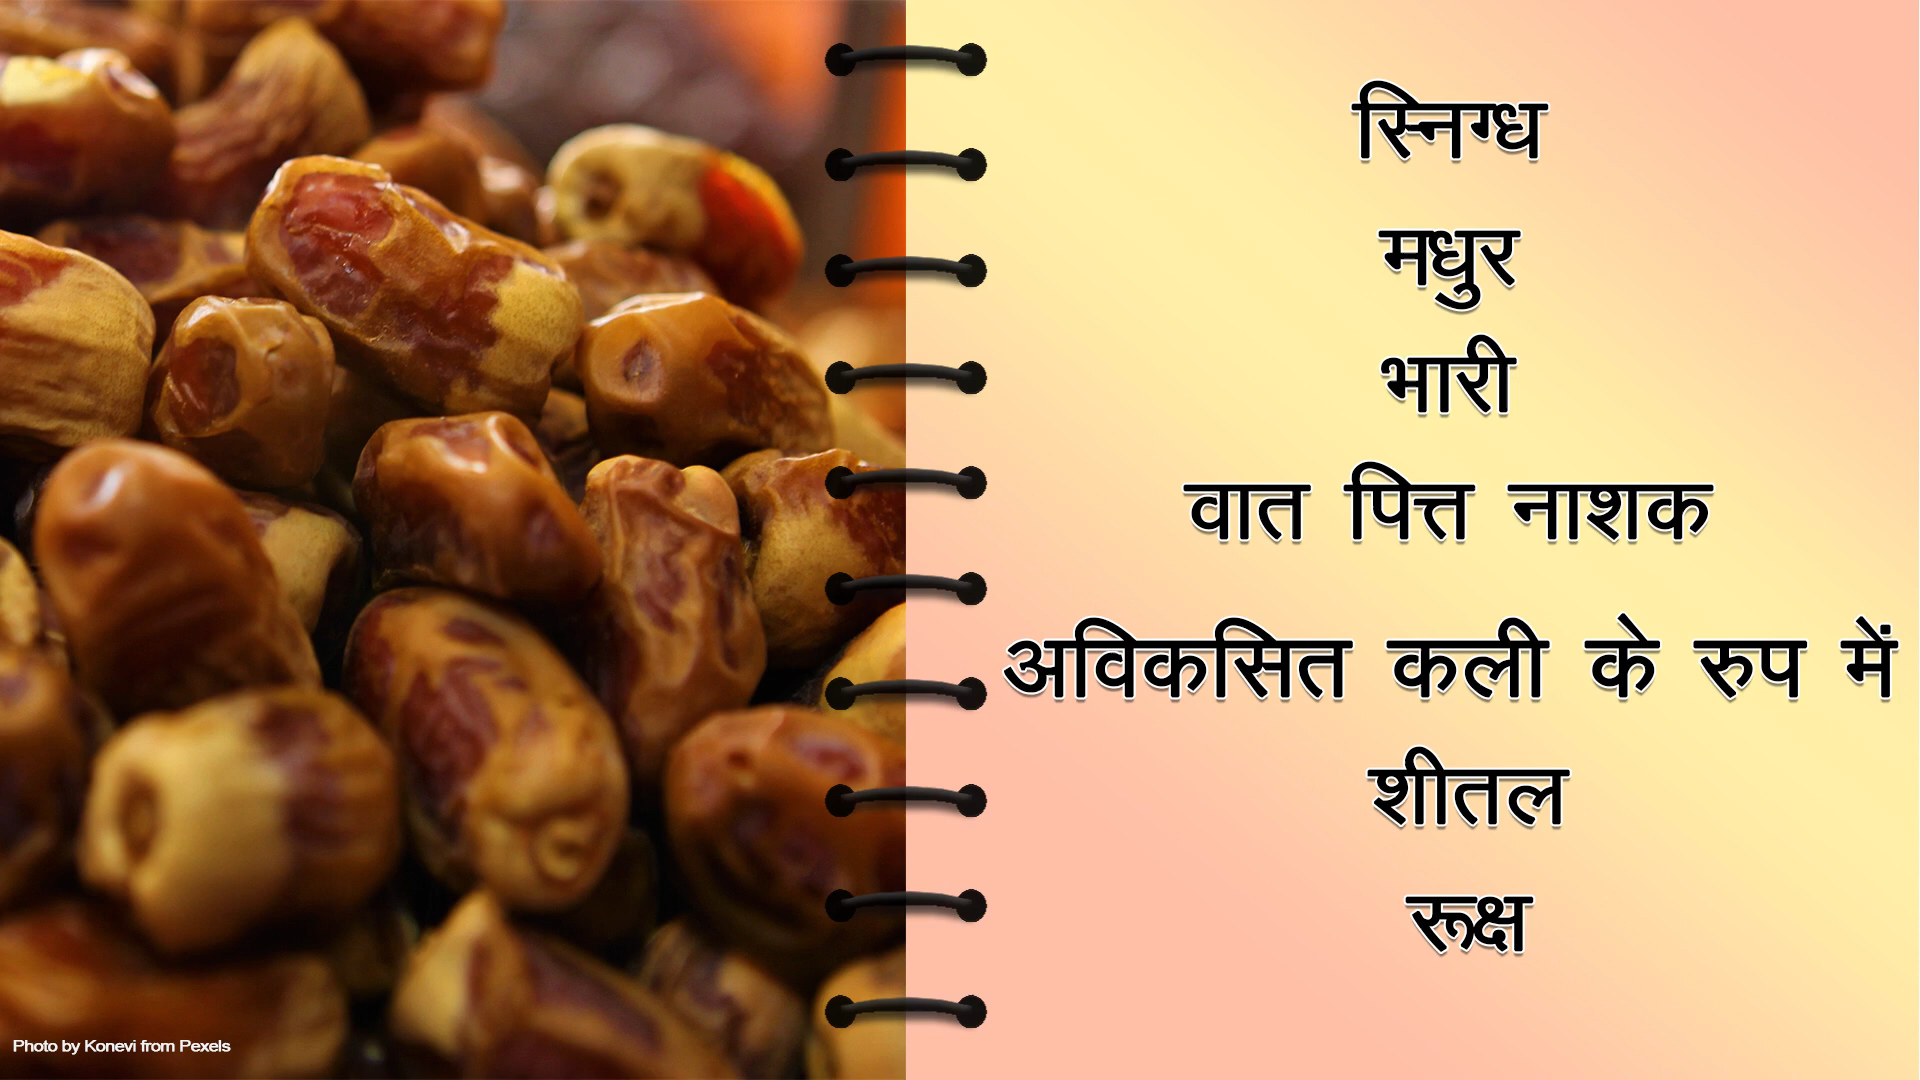 स्निग्ध
मधुर
भारी
वात पित्त नाशक
अविकसित कली के रुप में
शीतल
रूक्ष
Photo by Konevi from Pexels